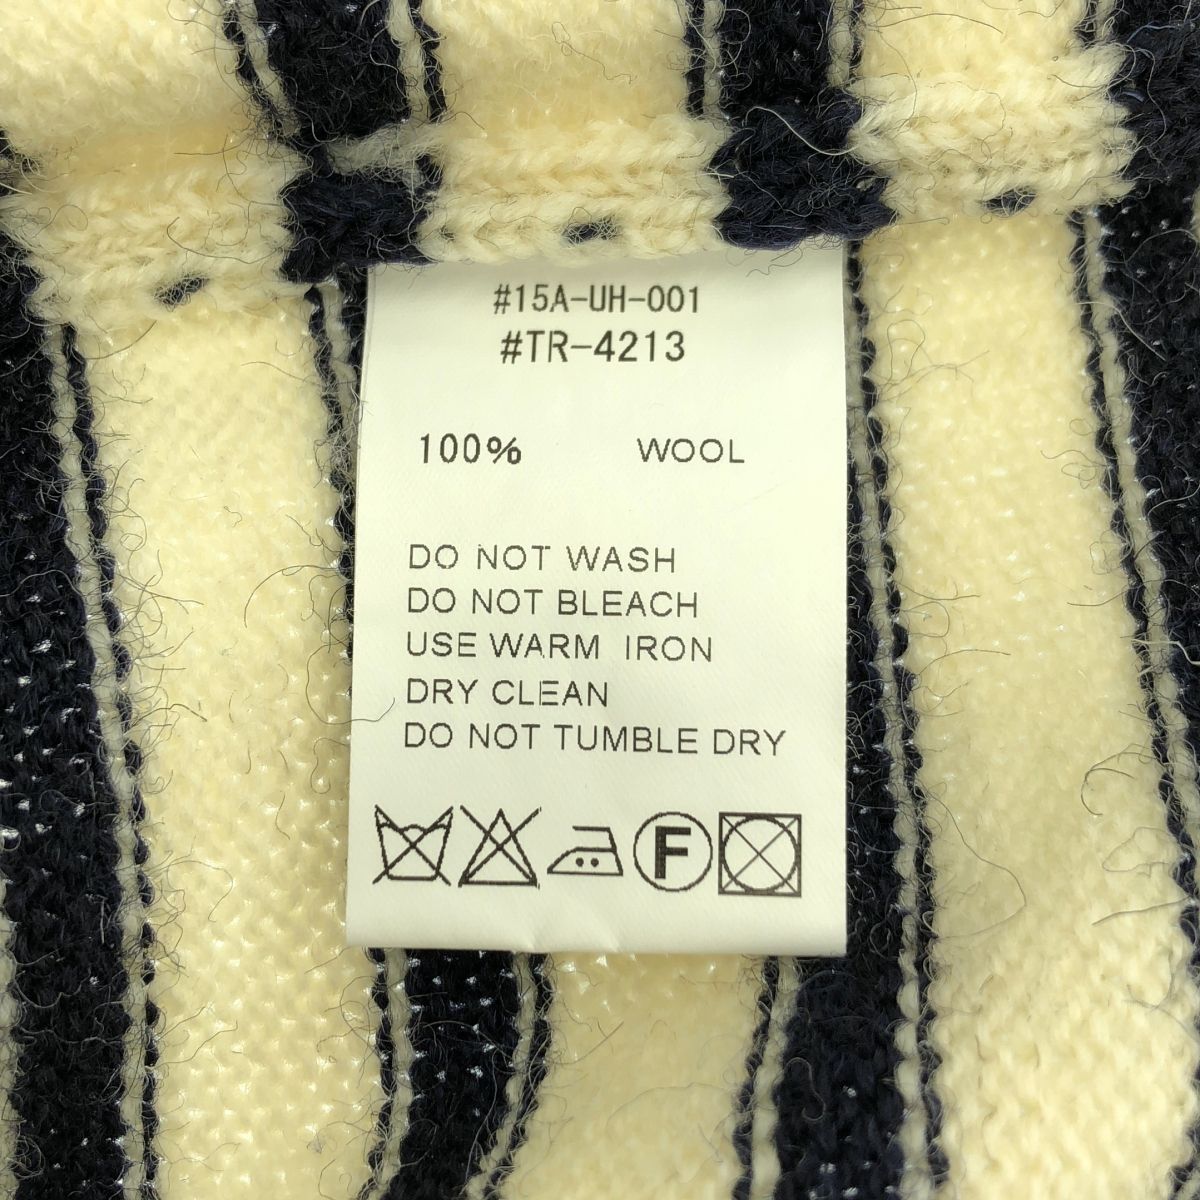 #15A-UH-001
#TR-4213
100% WOOL
DO NOT WASH
DO NOT BLEACH
USE WARM IRON
DRY CLEAN
DO NOT TUMBLE DRY
F